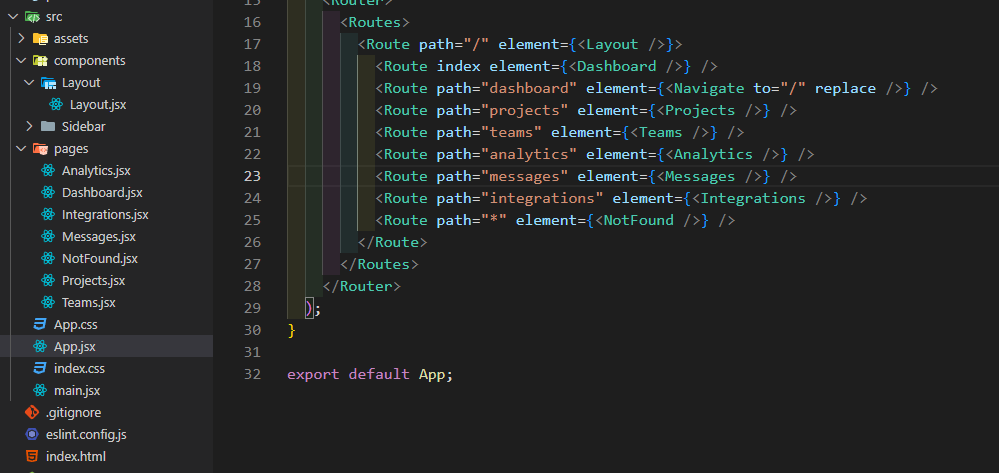 src
assets
components
Layout
Layout.jsx
Sidebar
pages
Analytics.jsx
Dashboard.jsx
Integrations.jsx
Messages.jsx
NotFound.jsx
Projects.jsx
Teams.jsx
App.css
App.jsx
index.css
main.jsx
.gitignore
eslint.config.js
index.html
15 <Router>
16 <Routes>
17 <Route path="/" element={<Layout />}>
18 <Route index element={<Dashboard />} />
19 <Route path="dashboard" element={<Navigate to="/" replace />} />
20 <Route path="projects" element={<Projects />} />
21 <Route path="teams" element={<Teams />} />
22 <Route path="analytics" element={<Analytics />} />
23 <Route path="messages" element={<Messages />} />
24 <Route path="integrations" element={<Integrations />} />
25 <Route path="*" element={<NotFound />} />
26 </Route>
27 </Routes>
28 </Router>
29 );
30 }
31
32 export default App;